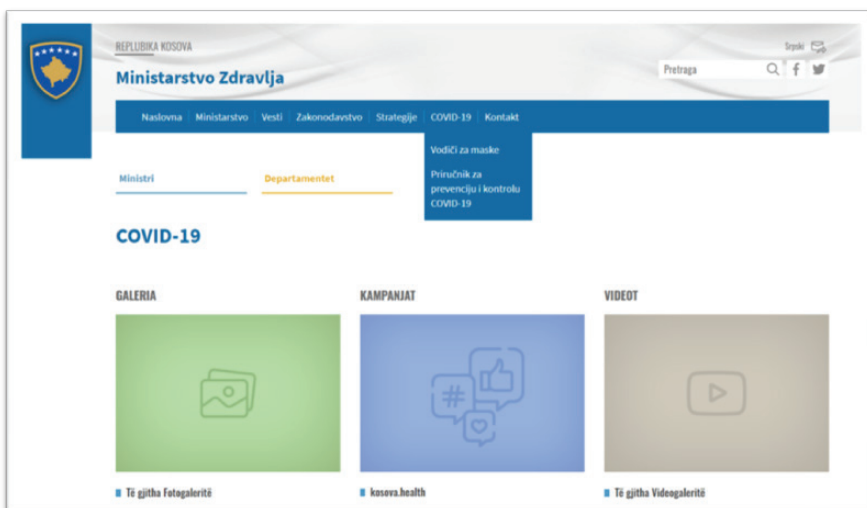 REPLUBIKA KOSOVA
Srpski
Ministarstvo Zdravlja
Pretraga
Naslovna Ministarstvo Vesti Zakonodavstvo Strategije COVID-19 Kontakt
Vodiči za maske
Priručnik za
prevenciju i kontrolu
COVID-19
Ministri
Departamentet
COVID-19
GALERIA KAMPANJAT VIDEOT
Të gjitha Fotogaleritë kosova.health Të gjitha Videogaleritë